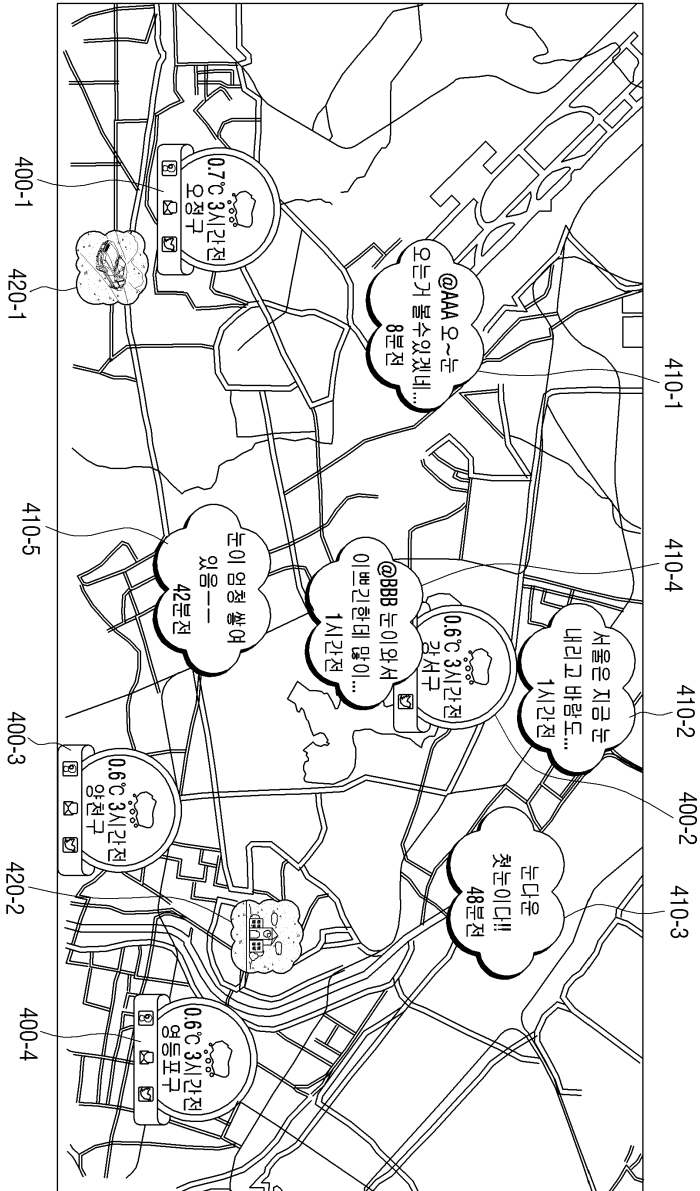 410-1
410-4
410-2
400-2
410-3
서울은 지금 눈
내리고 바람도...
1시간전
눈다운
첫눈이다!!
48분전
@AAA 오~눈
오는거 볼수있겠네...
8분전
0.6℃ 3시간전
강서구
@BBB 눈이 와서
이쁘긴한데 많이...
1시간전
0.7℃ 3시간전
오정구
눈이 엄청 쌓여
있음ㅡㅡ
42분전
0.6℃ 3시간전
영등포구
0.6℃ 3시간전
양천구
400-1
420-1
410-5
400-3
420-2
400-4